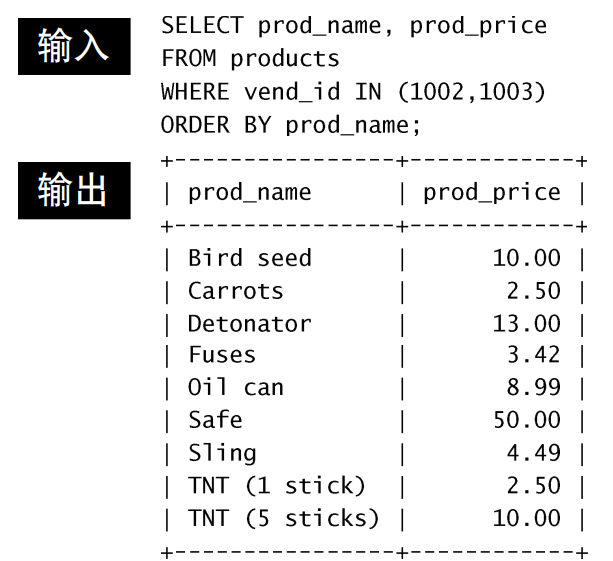 输入
SELECT prod_name, prod_price
FROM products
WHERE vend_id IN (1002,1003)
ORDER BY prod_name;
输出
+----------------+------------+
| prod_name      | prod_price |
+----------------+------------+
| Bird seed      |      10.00 |
| Carrots        |       2.50 |
| Detonator      |      13.00 |
| Fuses          |       3.42 |
| Oil can        |       8.99 |
| Safe           |      50.00 |
| Sling          |       4.49 |
| TNT (1 stick)  |       2.50 |
| TNT (5 sticks) |      10.00 |
+----------------+------------+